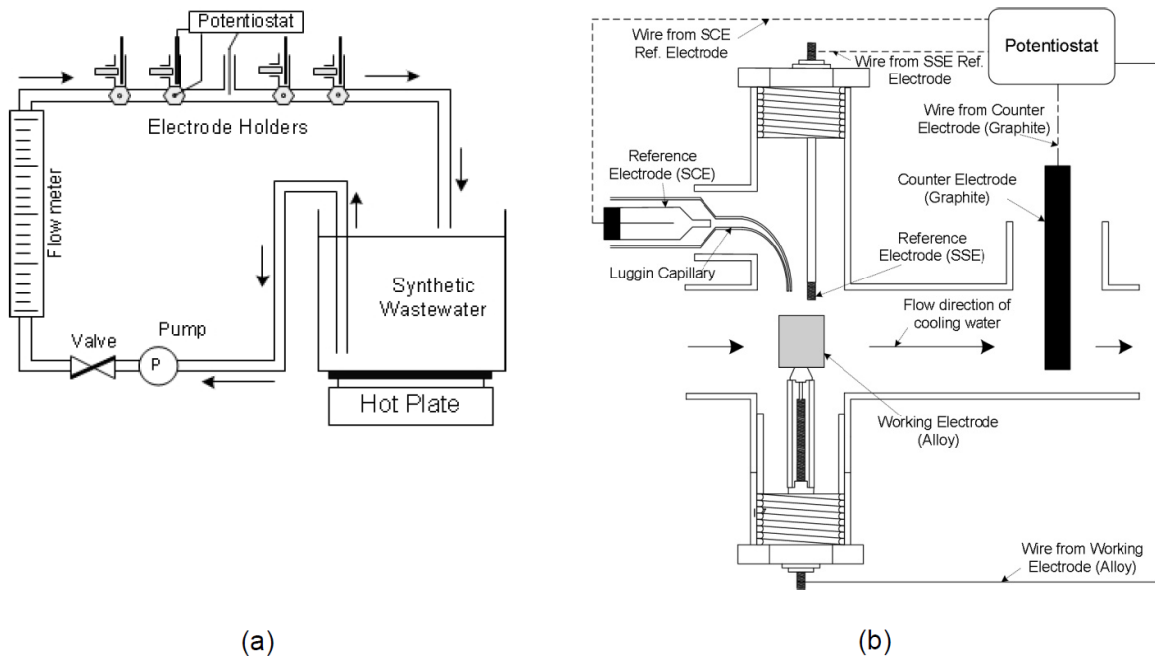 Potentiostat
Electrode Holders
Flow meter
Synthetic
Wastewater
Valve
Pump
P
Hot Plate
(a)
Wire from SCE
Ref. Electrode
Wire from SSE Ref.
Electrode
Potentiostat
Wire from Counter
Electrode (Graphite)
Reference
Electrode (SCE)
Counter Electrode
(Graphite)
Reference
Electrode (SSE)
Luggin Capillary
Flow direction of
cooling water
Working Electrode
(Alloy)
Wire from Working
Electrode (Alloy)
(b)